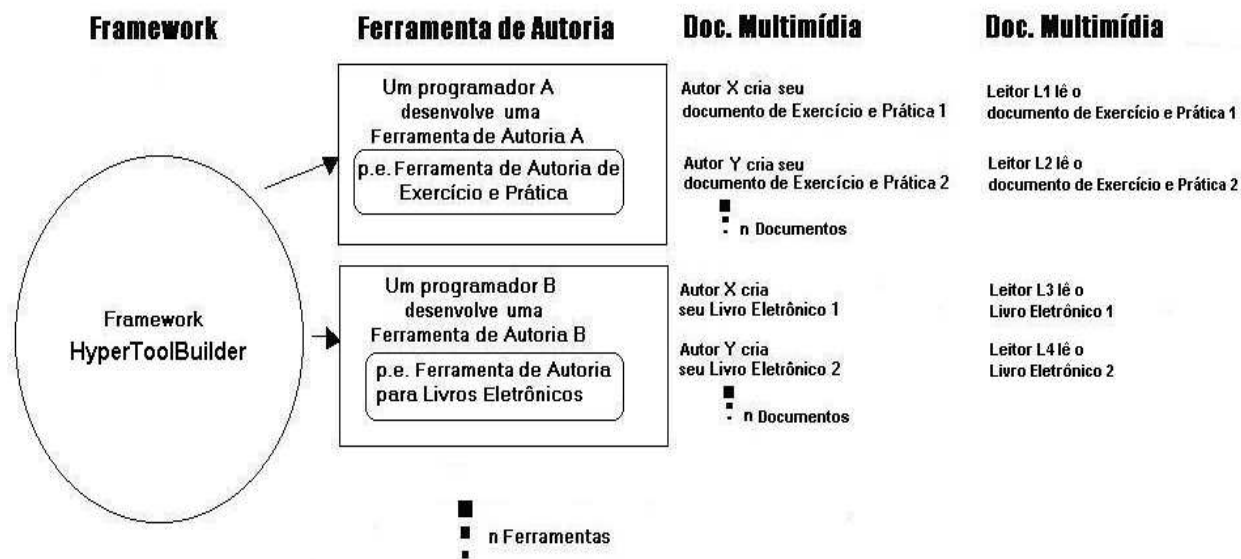 Framework
Ferramenta de Autoria
Doc. Multimídia
Doc. Multimídia
Framework
HyperToolBuilder
Um programador A
desenvolve uma
Ferramenta de Autoria A
p.e. Ferramenta de Autoria de
Exercício e Prática
Autor X cria seu
documento de Exercício e Prática 1
Autor Y cria seu
documento de Exercício e Prática 2
n Documentos
Leitor L1 lê o
documento de Exercício e Prática 1
Leitor L2 lê o
documento de Exercício e Prática 2
Um programador B
desenvolve uma
Ferramenta de Autoria B
p.e. Ferramenta de Autoria
para Livros Eletrônicos
Autor X cria
seu Livro Eletrônico 1
Autor Y cria
seu Livro Eletrônico 2
n Documentos
Leitor L3 lê o
Livro Eletrônico 1
Leitor L4 lê o
Livro Eletrônico 2
n Ferramentas